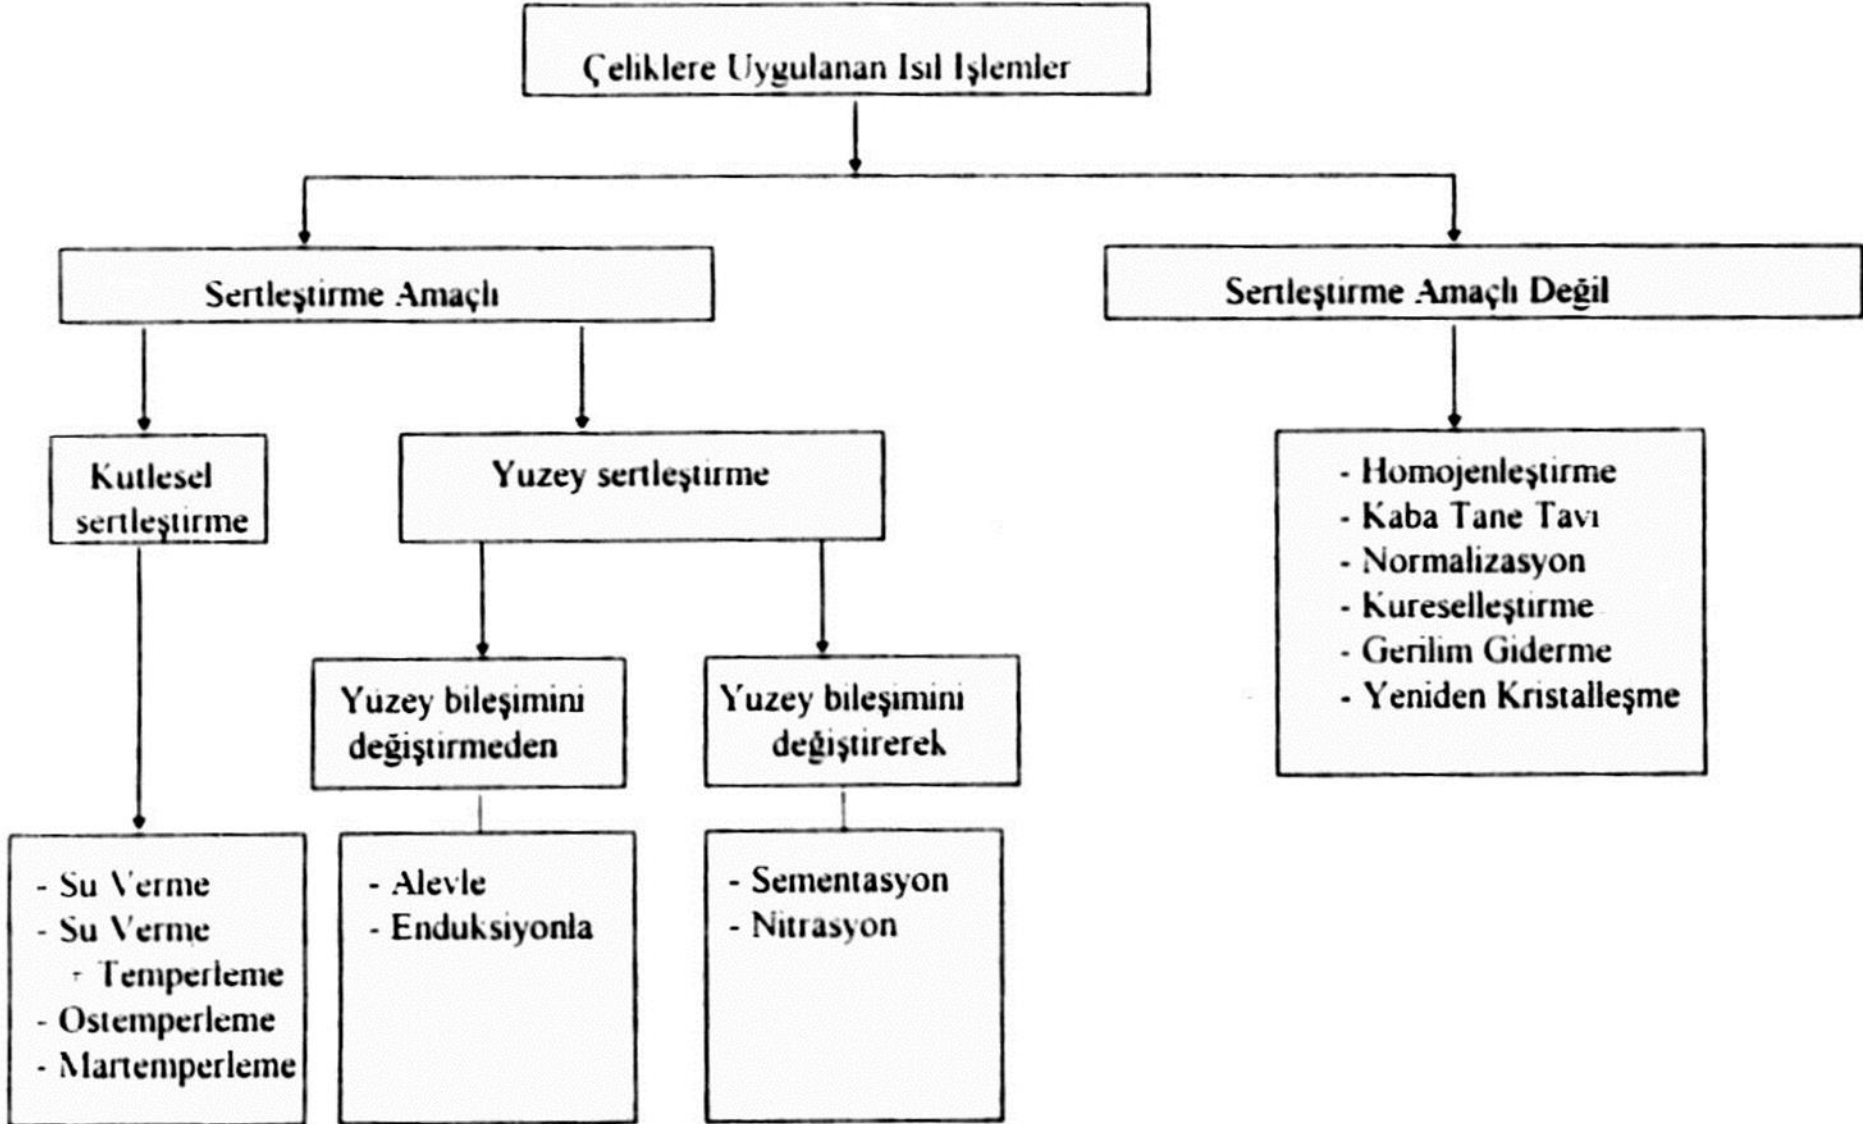 Çeliklere Uygulanan Isıl Işlemler
Sertleştirme Amaçlı
Sertleştirme Amaçlı Değil
Kutlesel
sertleştirme
Yuzey sertleştirme
- Homojenleştirme
- Kaba Tane Tavı
- Normalizasyon
- Kureselleştirme
- Gerilim Giderme
- Yeniden Kristalleşme
Yuzey bileşimini
değiştirmeden
Yuzey bileşimini
değiştirerek
- Su Verme
- Su Verme
+ Temperleme
- Ostemperleme
- Martemperleme
- Alevle
- Enduksiyonla
- Sementasyon
- Nitrasyon